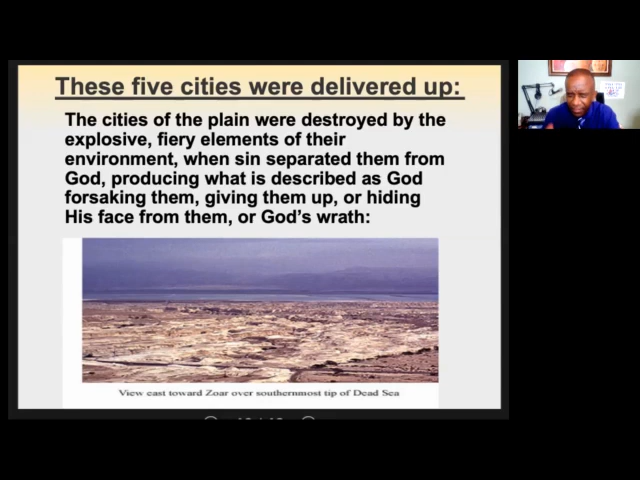 These five cities were delivered up:
The cities of the plain were destroyed by the
explosive, fiery elements of their
environment, when sin separated them from
God, producing what is described as God
forsaking them, giving them up, or hiding
His face from them, or God's wrath:
View east toward Zoar over southernmost tip of Dead Sea